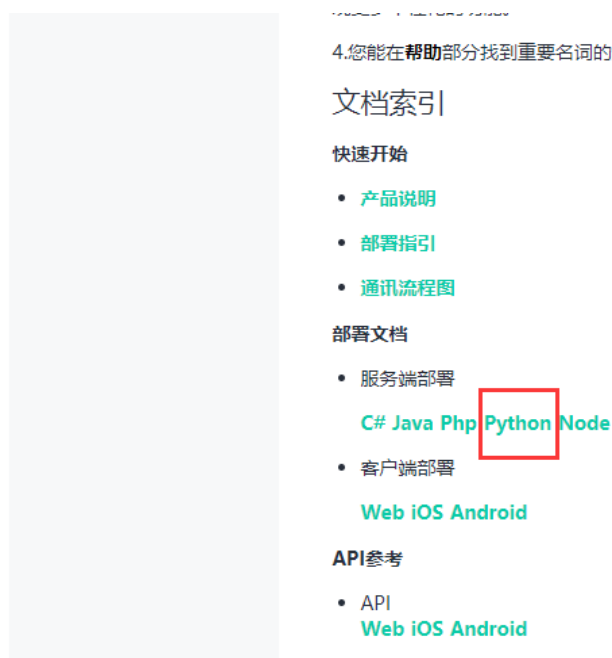 4.您能在帮助部分找到重要名词的
文档索引
快速开始
• 产品说明
• 部署指引
• 通讯流程图
部署文档
• 服务端部署
C# Java Php Python Node
• 客户端部署
Web iOS Android
API参考
• API
Web iOS Android